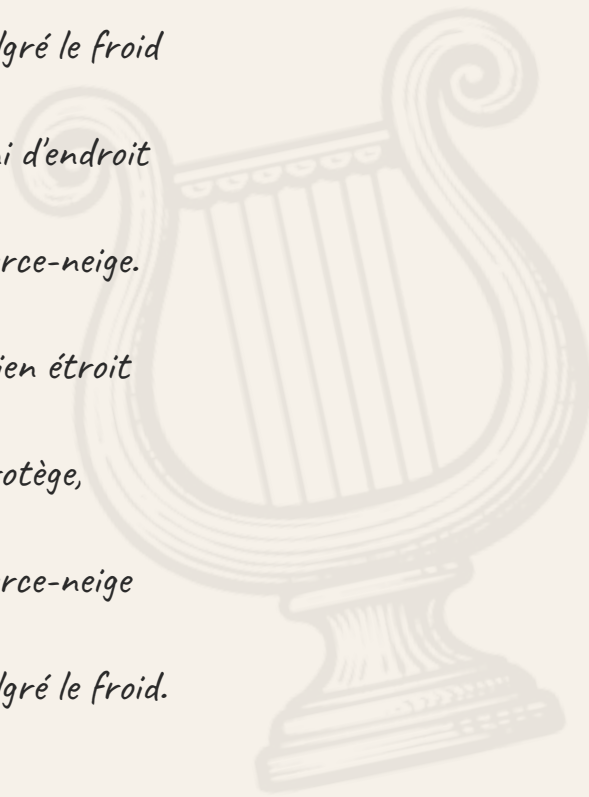 lgré le froid
i d'endroit
rce-neige.
ien étroit
otège,
rce-neige
lgré le froid.